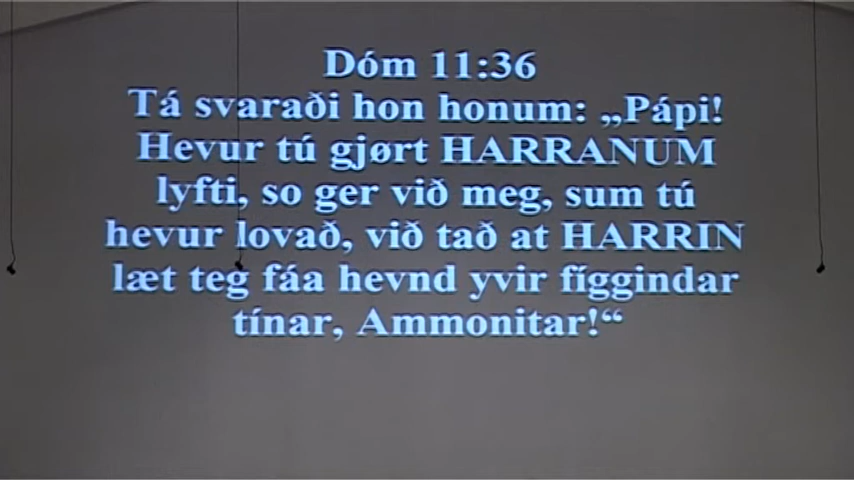 Dóm 11:36
Tá svaraði hon honum: „Pápi!
Hevur tú gjørt HARRANUM
lyfti, so ger við meg, sum tú
hevur lovað, við tað at HARRIN
læt teg fáa hevnd yvir fíggindar
tínar, Ammonitar!“